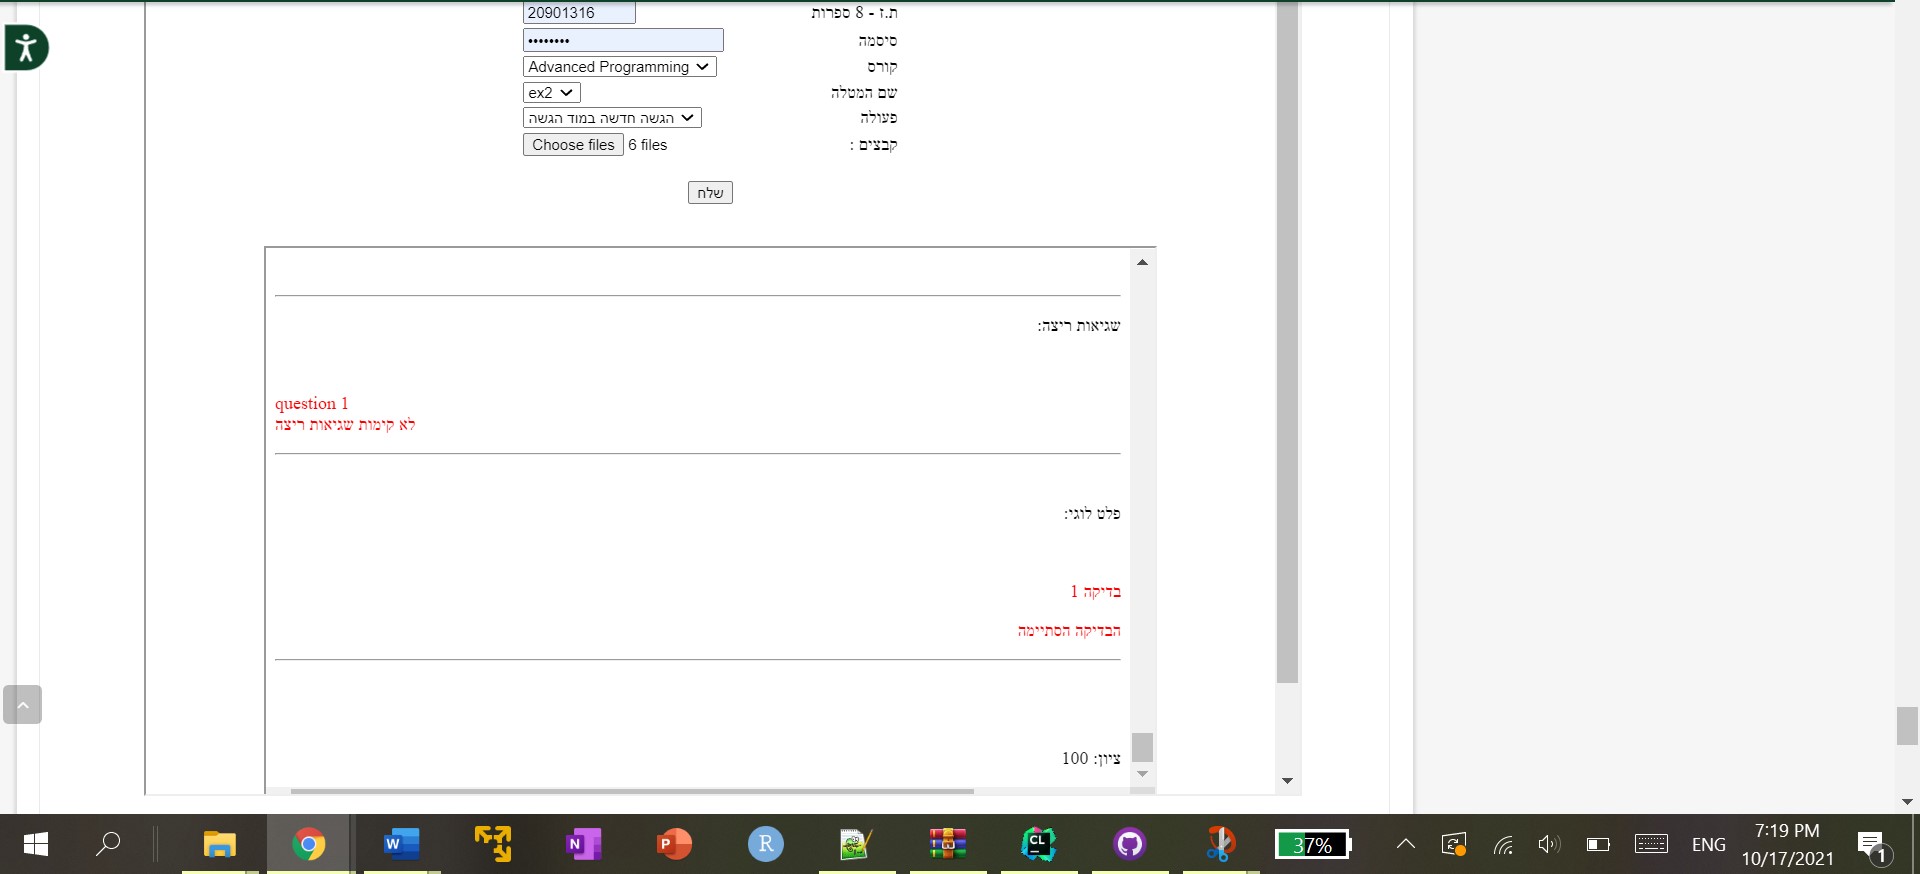 ת.ז - 8 ספרות 20901316
סיסמה ••••••••
קורס Advanced Programming
שם המטלה ex2
פעולה הגשה חדשה במוד הגשה
קבצים : Choose files 6 files
שלח
שגיאות ריצה:
question 1
לא קימות שגיאות ריצה
פלט לוגי:
בדיקה 1
הבדיקה הסתיימה
ציון: 100
W N P R CL 37% ENG 7:19 PM
10/17/2021 1